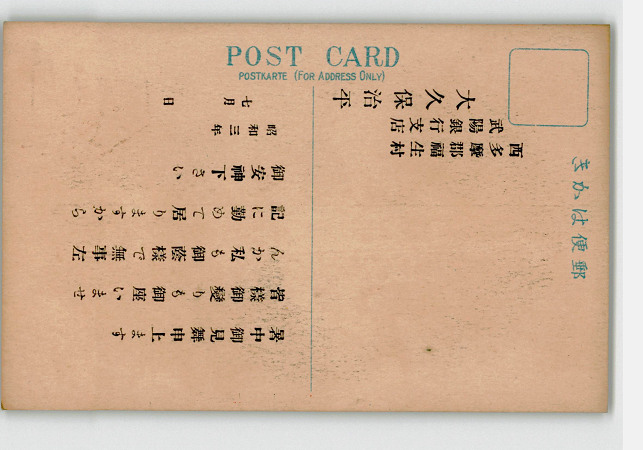 POST CARD
POSTKARTE (FOR ADDRESS ONLY)
郵便はかき
暑中御見舞申上ます
皆様御變りも御座いませ
んか私も御蔭様で無事左
記に勤めて居りますから
御安神下さい
昭和三年
七月 日
西多摩郡福生村
武陽銀行支店
大久保治平